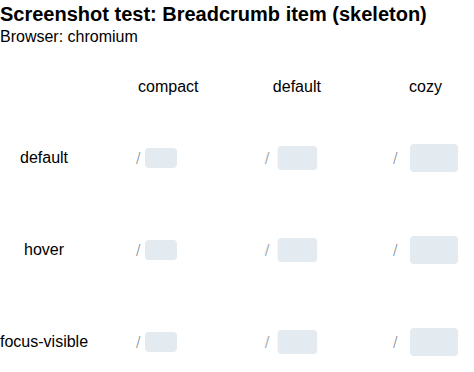 Screenshot test: Breadcrumb item (skeleton)
Browser: chromium
compact default cozy
default / / /
hover / / /
focus-visible / / /